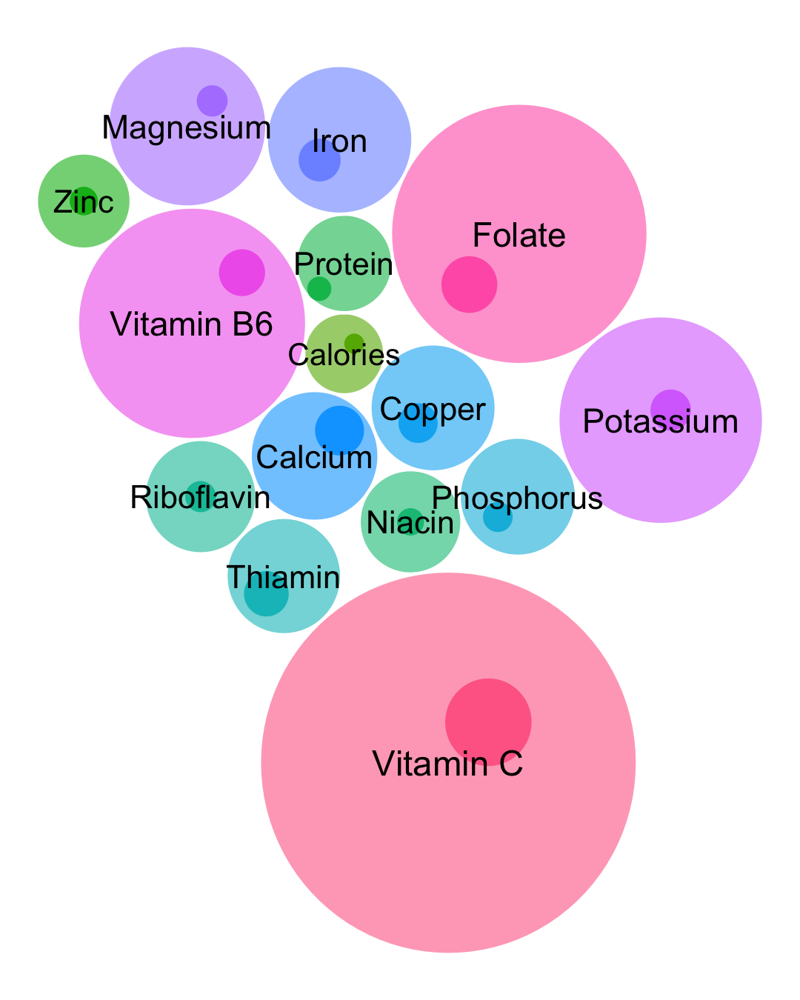 Magnesium
Iron
Zinc
Folate
Protein
Vitamin B6
Calories
Copper
Potassium
Calcium
Riboflavin
Phosphorus
Niacin
Thiamin
Vitamin C